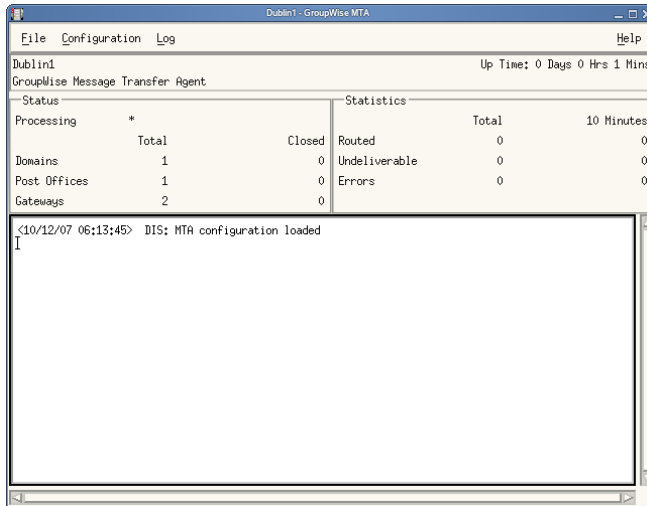 Dublin1 - GroupWise MTA
File Configuration Log Help
Dublin1 Up Time: 0 Days 0 Hrs 1 Mins
GroupWise Message Transfer Agent
Status Statistics
Processing * Total 10 Minutes
Total Closed Routed 0 0
Domains 1 0 Undeliverable 0 0
Post Offices 1 0 Errors 0 0
Gateways 2 0
<10/12/07 06:13:45> DIS: MTA configuration loaded